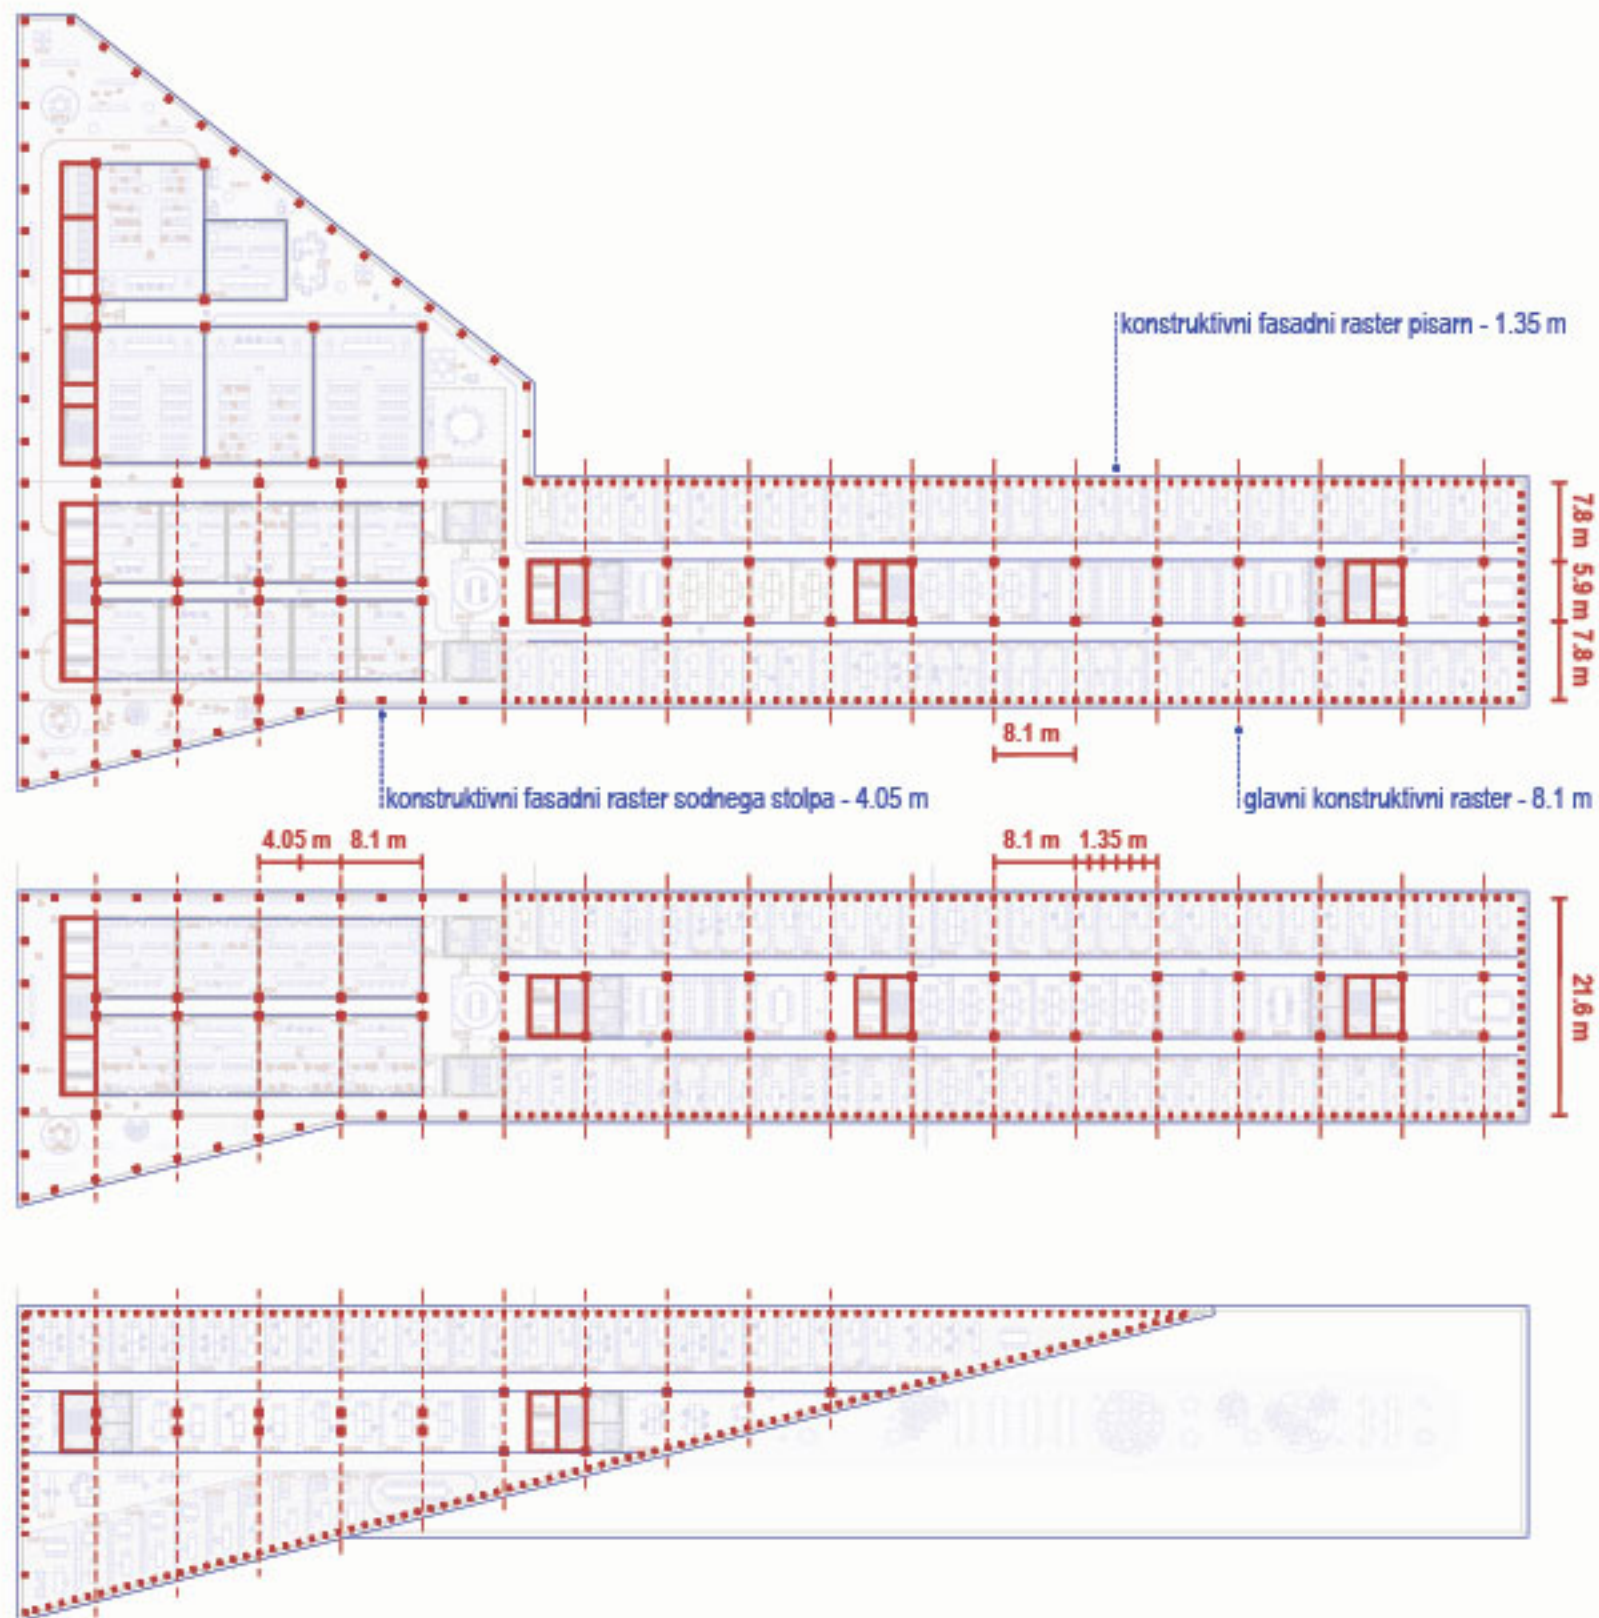 konstruktivni fasadni raster pisarn - 1.35 m
7.8 m
5.9 m
7.8 m
8.1 m
konstruktivni fasadni raster sodnega stolpa - 4.05 m
glavni konstruktivni raster - 8.1 m
4.05 m
8.1 m
8.1 m
1.35 m
21.6 m